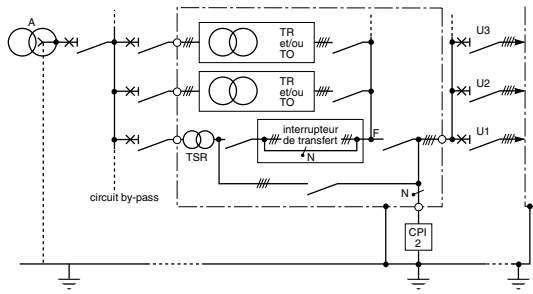 A
TR
et/ou
TO
U3
TR
et/ou
TO
U2
interrupteur
de transfert
N
F
U1
TSR
circuit by-pass
N
CPI
2